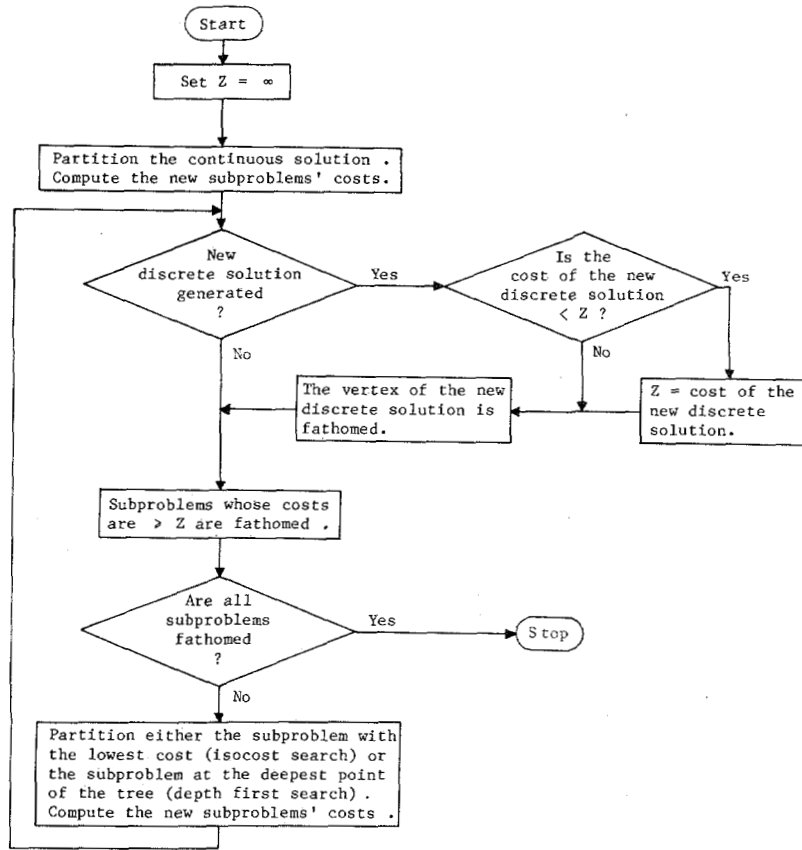 Start
Set Z = ∞
Partition the continuous solution .
Compute the new subproblems' costs.
New
discrete solution
generated
?
Yes
Is the
cost of the new
discrete solution
< Z ?
Yes
No
No
The vertex of the new
discrete solution is
fathomed.
Z = cost of the
new discrete
solution.
Subproblems whose costs
are ⩾ Z are fathomed .
Are all
subproblems
fathomed
?
Yes
Stop
No
Partition either the subproblem with
the lowest cost (isocost search) or
the subproblem at the deepest point
of the tree (depth first search) .
Compute the new subproblems' costs .